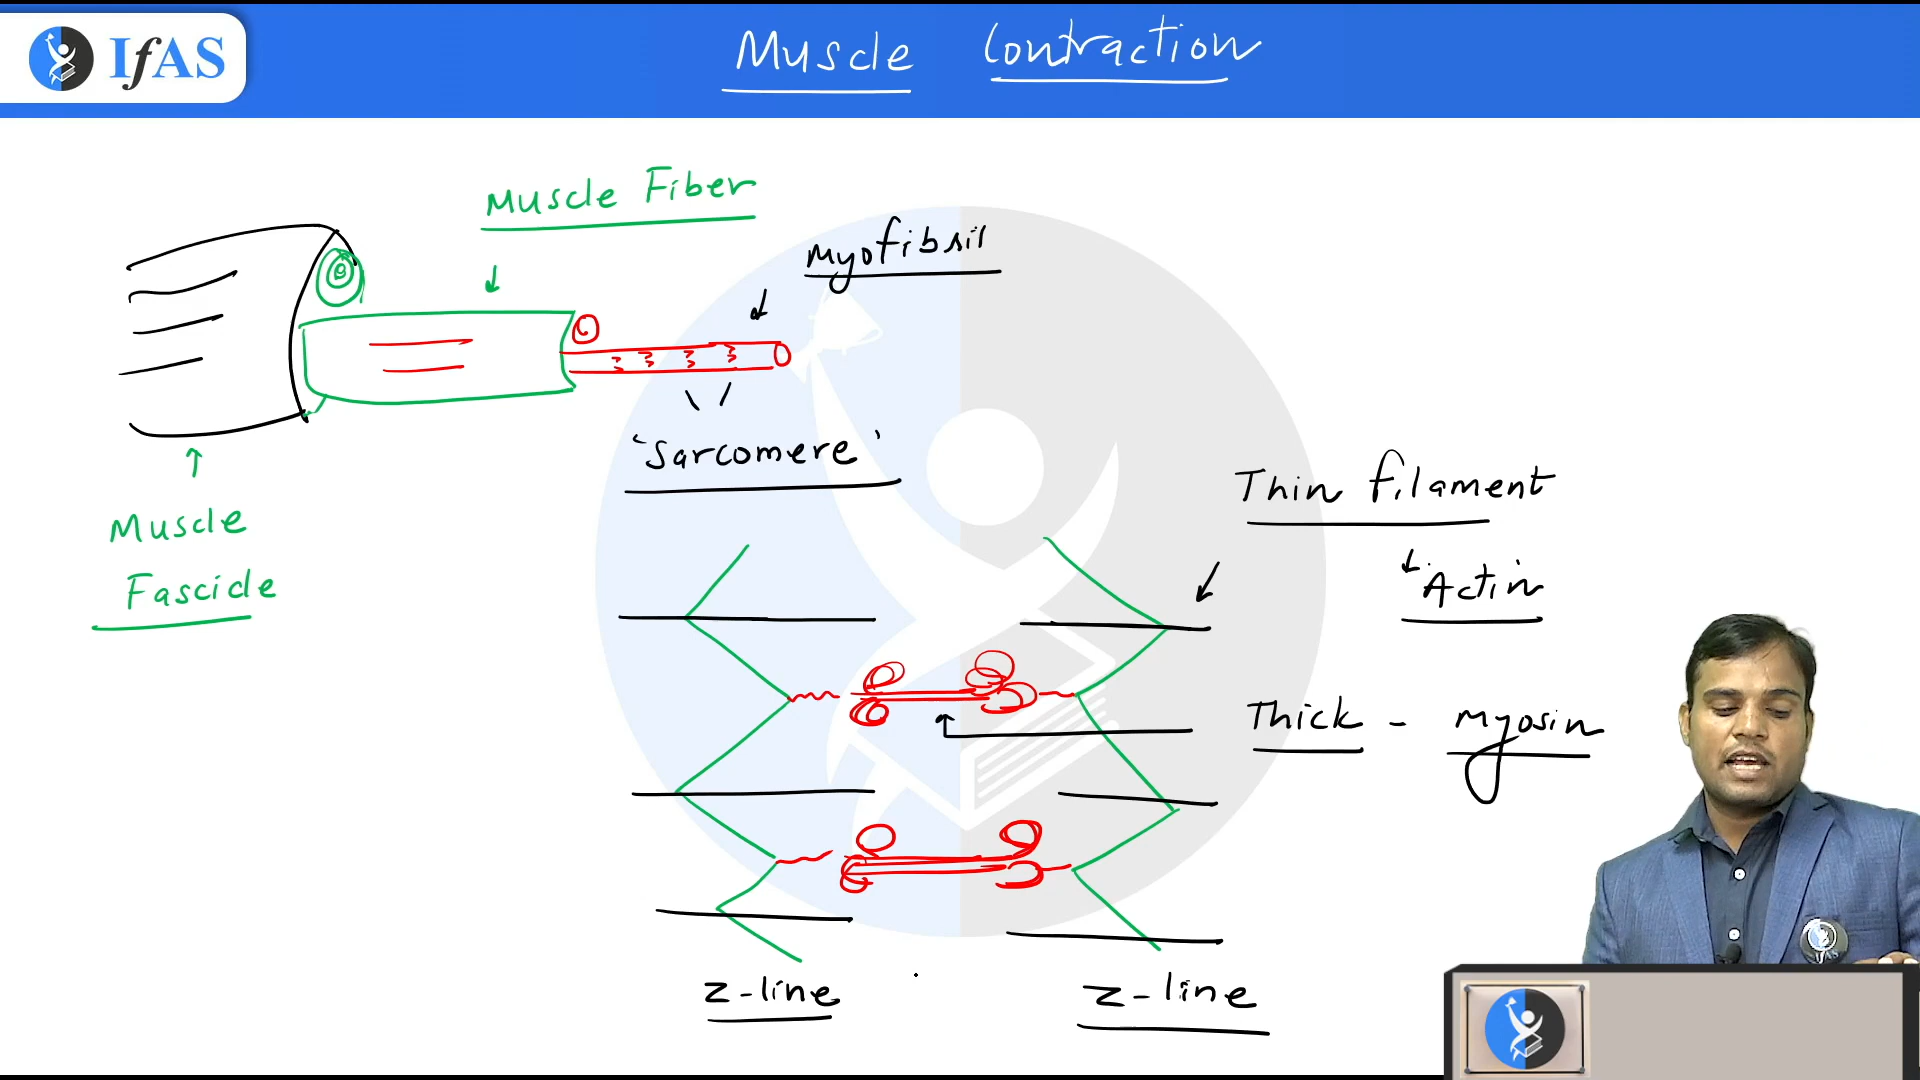 IfAS
Muscle Contraction
Muscle Fiber
Myofibril
'Sarcomere'
Muscle
Fascicle
Thin filament
Actin
Thick - Myosin
Z-line
Z-line